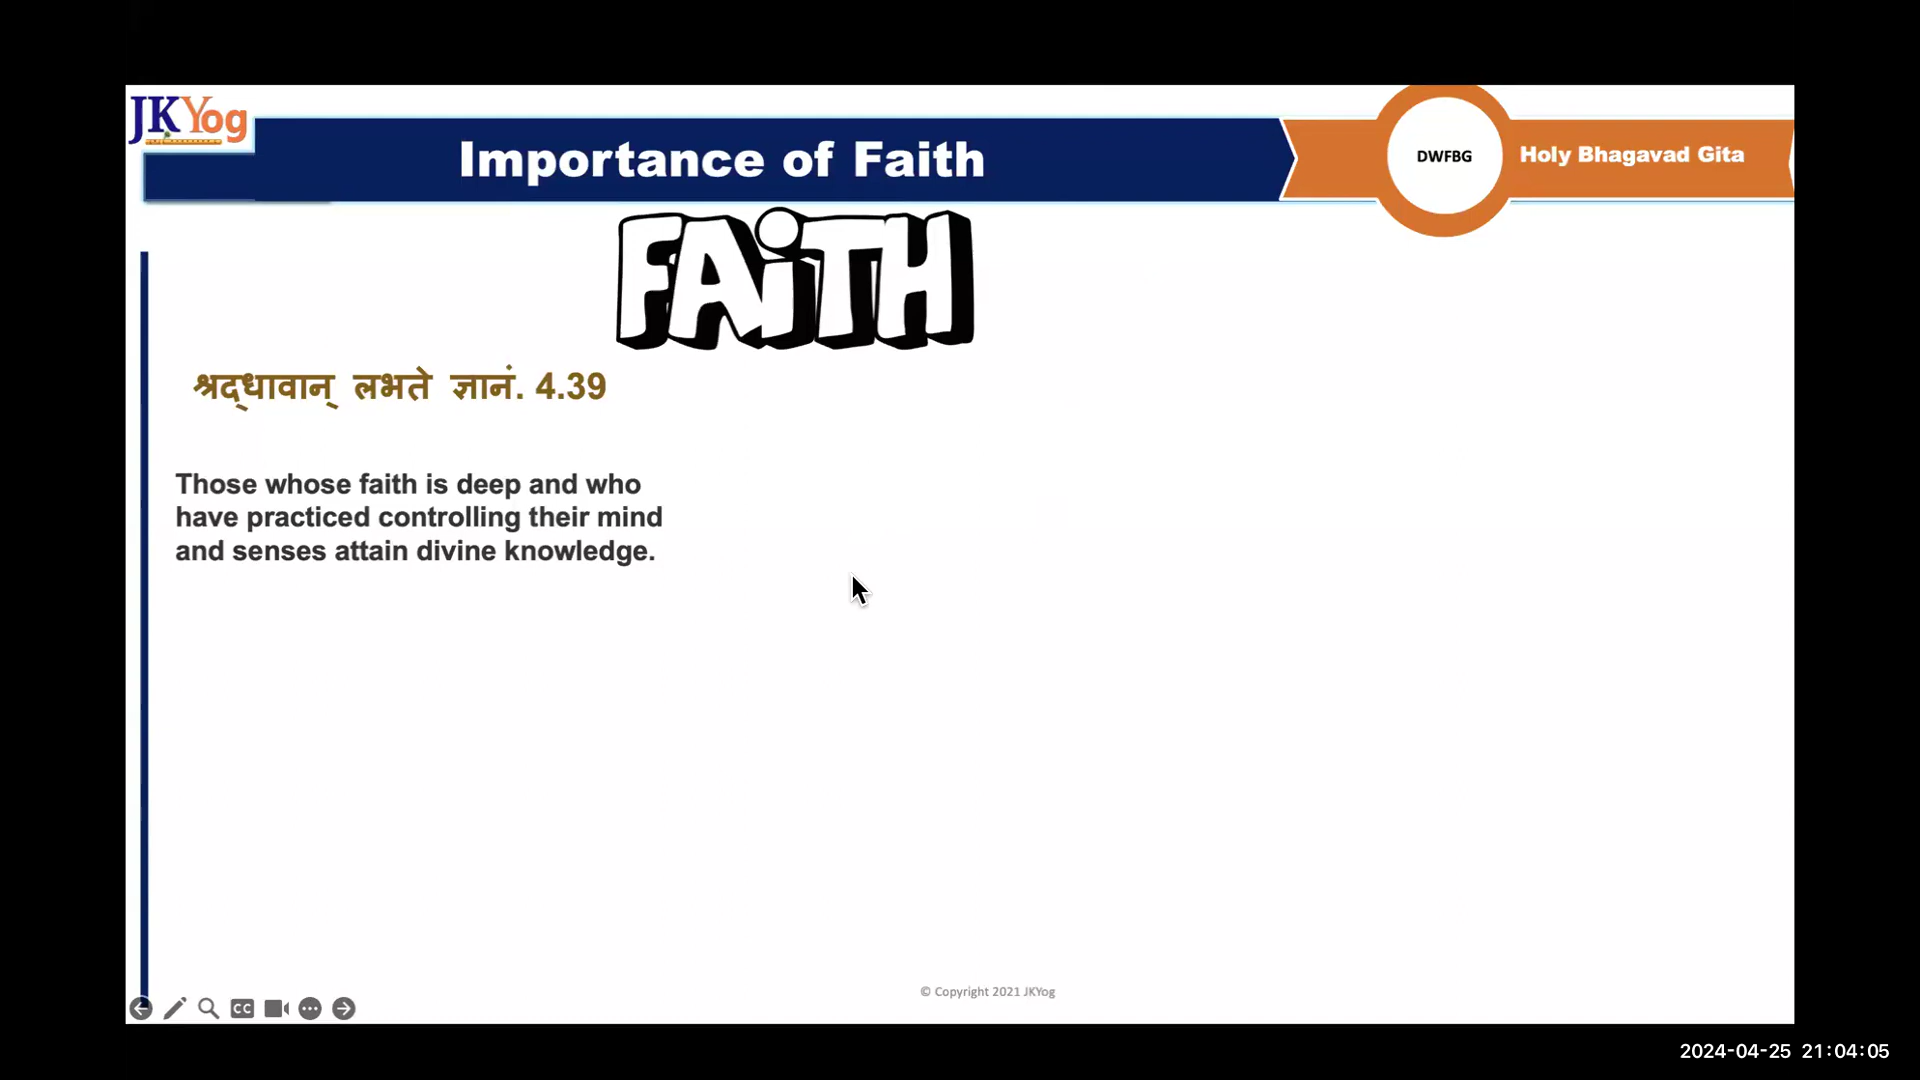 JKYog
Importance of Faith
DWFBG
Holy Bhagavad Gita
FAiTH
श्रद्धावान् लभते ज्ञानं. 4.39
Those whose faith is deep and who
have practiced controlling their mind
and senses attain divine knowledge.
© Copyright 2021 JKYog
CC
2024-04-25 21:04:05